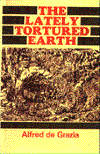 THE
LATELY
TORTURED
EARTH
Alfred de Grazia